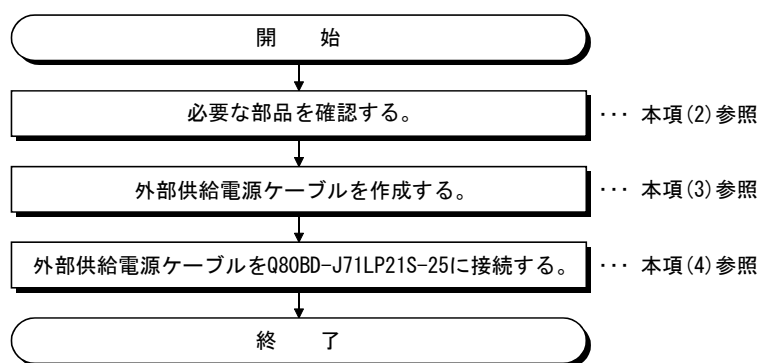 開　始
必要な部品を確認する。 ··· 本項(2)参照
外部供給電源ケーブルを作成する。 ··· 本項(3)参照
外部供給電源ケーブルをQ80BD-J71LP21S-25に接続する。 ··· 本項(4)参照
終　了